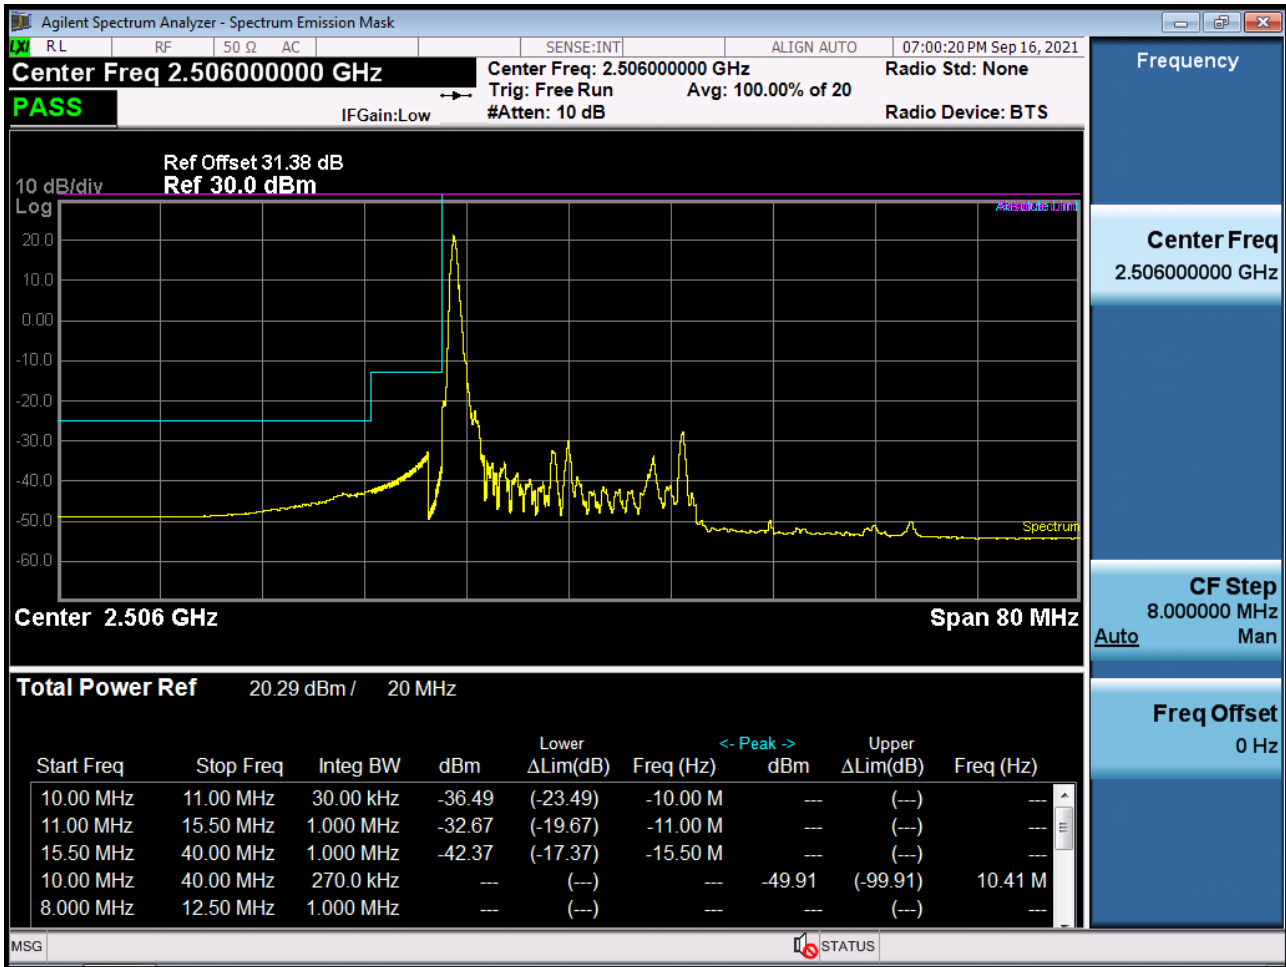 Agilent Spectrum Analyzer - Spectrum Emission Mask
LXI RL RF 50 Ω AC SENSE:INT ALIGN AUTO 07:00:20 PM Sep 16, 2021
Center Freq 2.506000000 GHz
PASS
IFGain:Low
Center Freq: 2.506000000 GHz
Trig: Free Run Avg: 100.00% of 20
#Atten: 10 dB
Radio Std: None
Radio Device: BTS
Ref Offset 31.38 dB
10 dB/div Ref 30.0 dBm
Log
Absolute Limit
20.0
10.0
0.00
-10.0
-20.0
-30.0
-40.0
-50.0
-60.0
Spectrum
Center 2.506 GHz Span 80 MHz
Total Power Ref 20.29 dBm / 20 MHz
Lower <- Peak -> Upper
Start Freq Stop Freq Integ BW dBm ΔLim(dB) Freq (Hz) dBm ΔLim(dB) Freq (Hz)
10.00 MHz 11.00 MHz 30.00 kHz -36.49 (-23.49) -10.00 M --- (---) ---
11.00 MHz 15.50 MHz 1.000 MHz -32.67 (-19.67) -11.00 M --- (---) ---
15.50 MHz 40.00 MHz 1.000 MHz -42.37 (-17.37) -15.50 M --- (---) ---
10.00 MHz 40.00 MHz 270.0 kHz --- (---) --- -49.91 (-99.91) 10.41 M
8.000 MHz 12.50 MHz 1.000 MHz --- (---) --- --- (---) ---
MSG STATUS
Frequency
Center Freq
2.506000000 GHz
CF Step
8.000000 MHz
Auto Man
Freq Offset
0 Hz